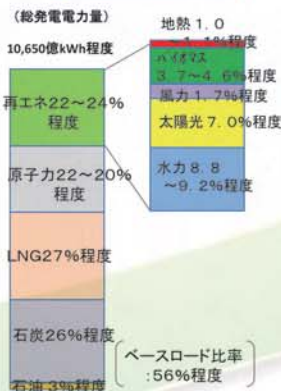 (総発電電力量)
10,650億kWh程度
再エネ22～24%
程度
原子力22～20%
程度
LNG27%程度
石炭26%程度
石油 3%程度
地熱 1.0
～1.1%程度
バイオマス
3.7～4.6%程度
風力 1.7%程度
太陽光 7.0%程度
水力 8.8
～9.2%程度
ベースロード比率
:56%程度